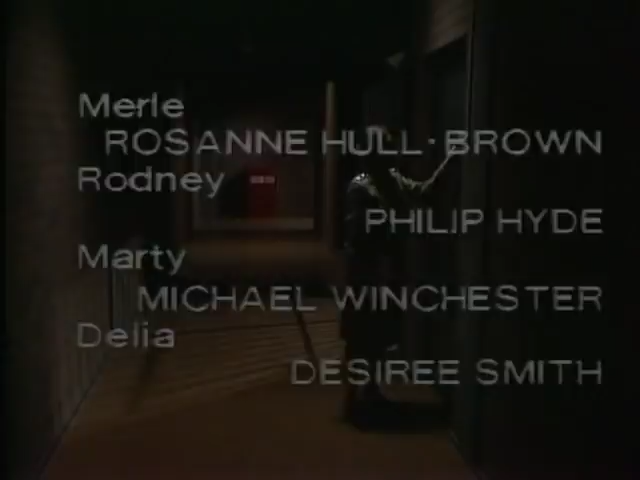 Merle
ROSANNE HULL-BROWN
Rodney
PHILIP HYDE
Marty
MICHAEL WINCHESTER
Delia
DESIREE SMITH